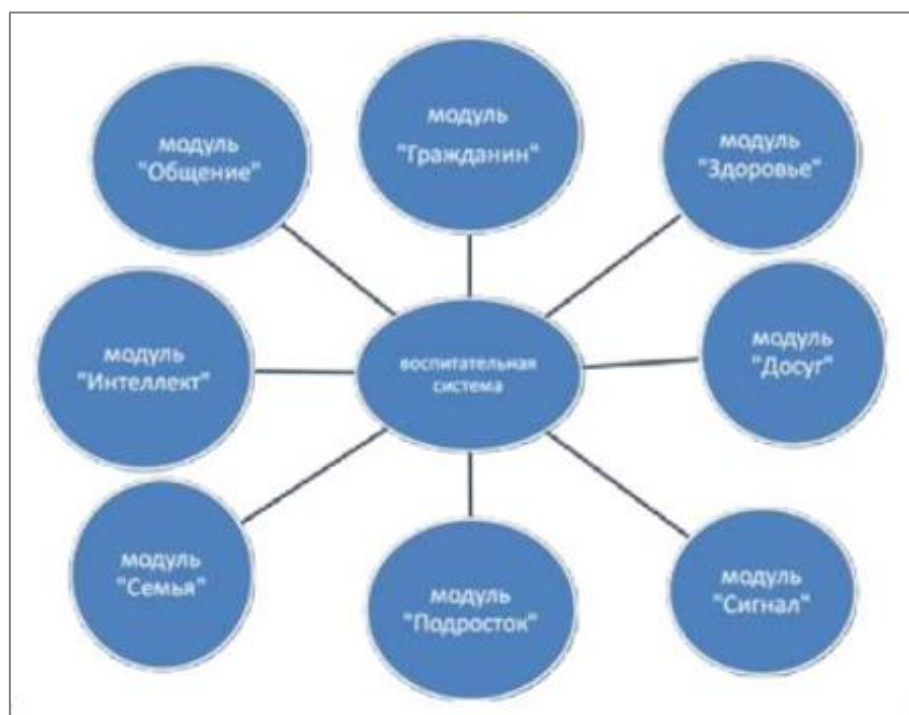 модуль
"Общение"
модуль
"Гражданин"
модуль
"Здоровье"
модуль
"Интеллект"
воспитательная
система
модуль
"Досуг"
модуль
"Семья"
модуль
"Подросток"
модуль
"Сигнал"